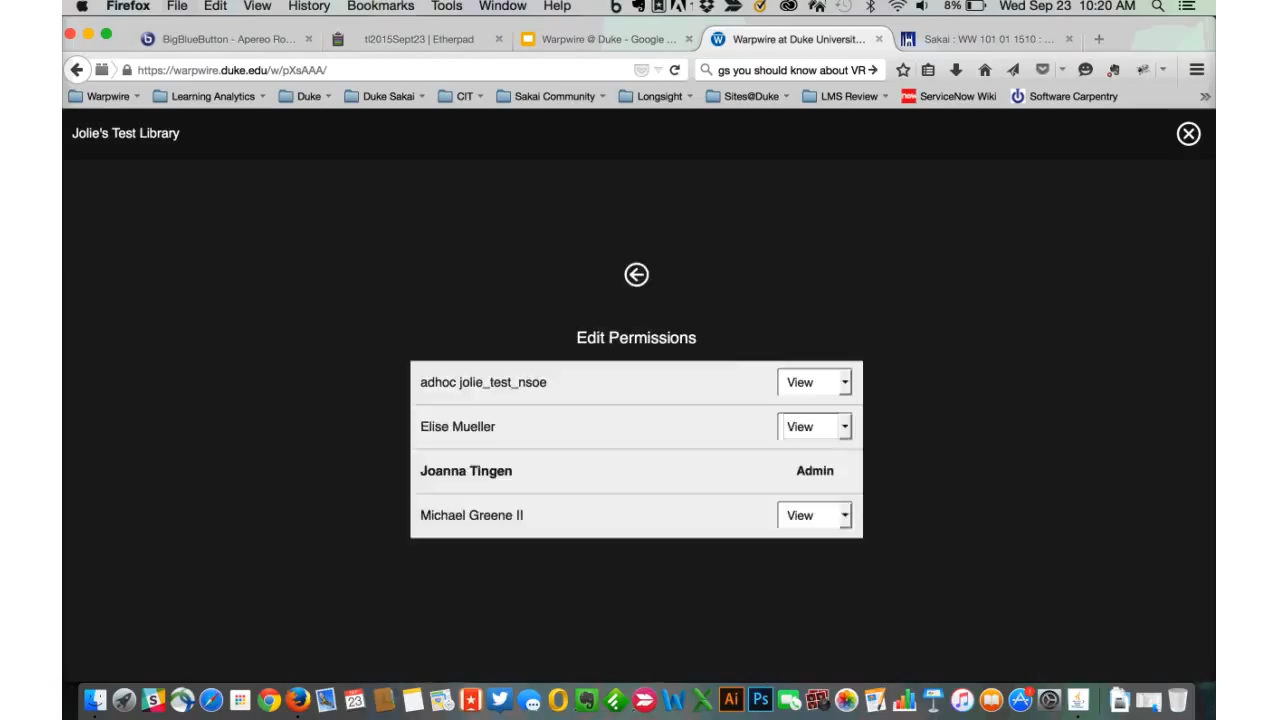 Firefox File Edit View History Bookmarks Tools Window Help 8% Wed Sep 23 10:20 AM
BigBlueButton - Apereo Ro... tl2015Sept23 | Etherpad Warpwire @ Duke - Google ... Warpwire at Duke Universit... Sakai : WW 101 01 1510 : ...
https://warpwire.duke.edu/w/pXsAAA/ gs you should know about VR
Warpwire Learning Analytics Duke Duke Sakai CIT Sakai Community Longsight Sites@Duke LMS Review ServiceNow Wiki Software Carpentry
Jolie's Test Library
Edit Permissions
adhoc jolie_test_nsoe View
Elise Mueller View
Joanna Tingen Admin
Michael Greene II View